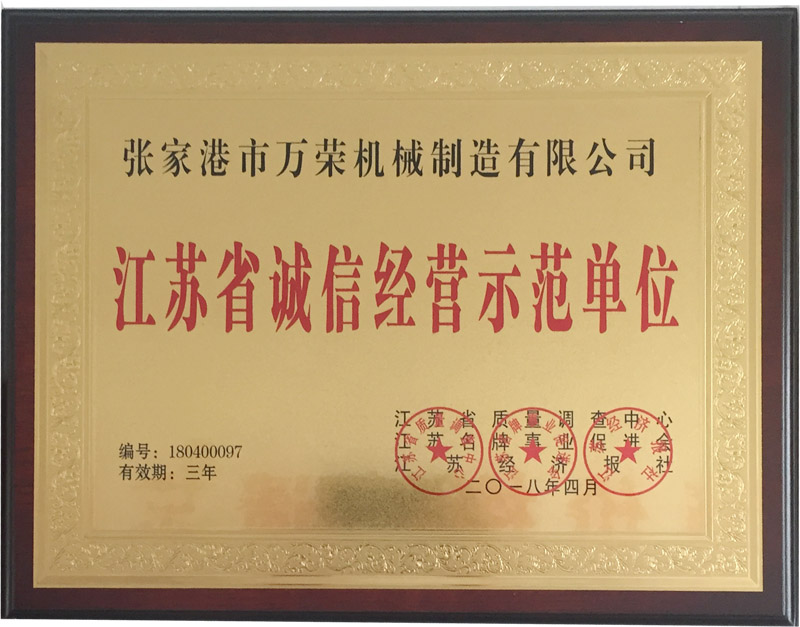 张家港市万荣机械制造有限公司
江苏省诚信经营示范单位
编号：180400097
有效期：三年
江苏省质量调查中心
江苏名牌事业促进会
江苏经济报社
二〇一八年四月